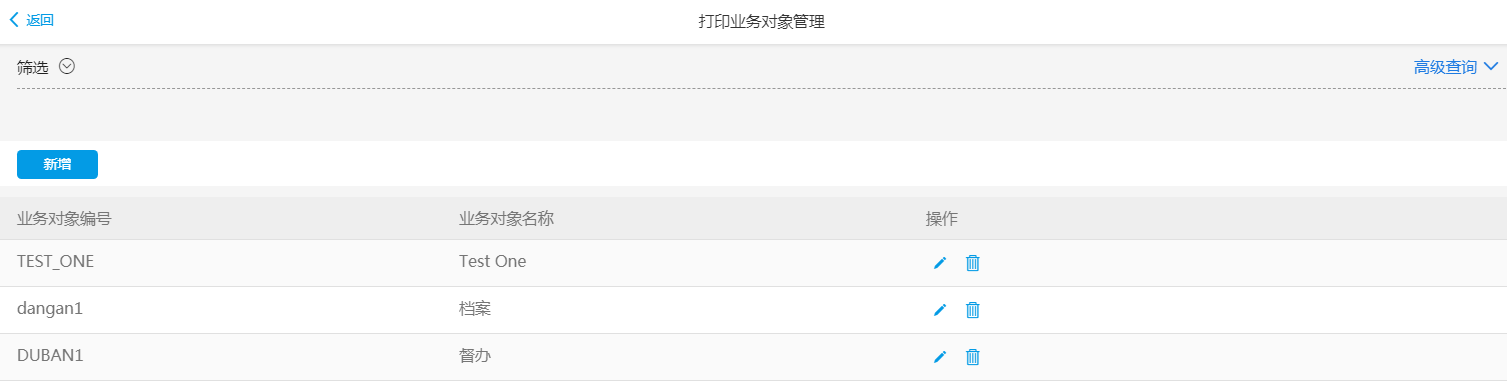 返回
打印业务对象管理
筛选 高级查询
新增
业务对象编号 业务对象名称 操作
TEST_ONE Test One
dangan1 档案
DUBAN1 督办